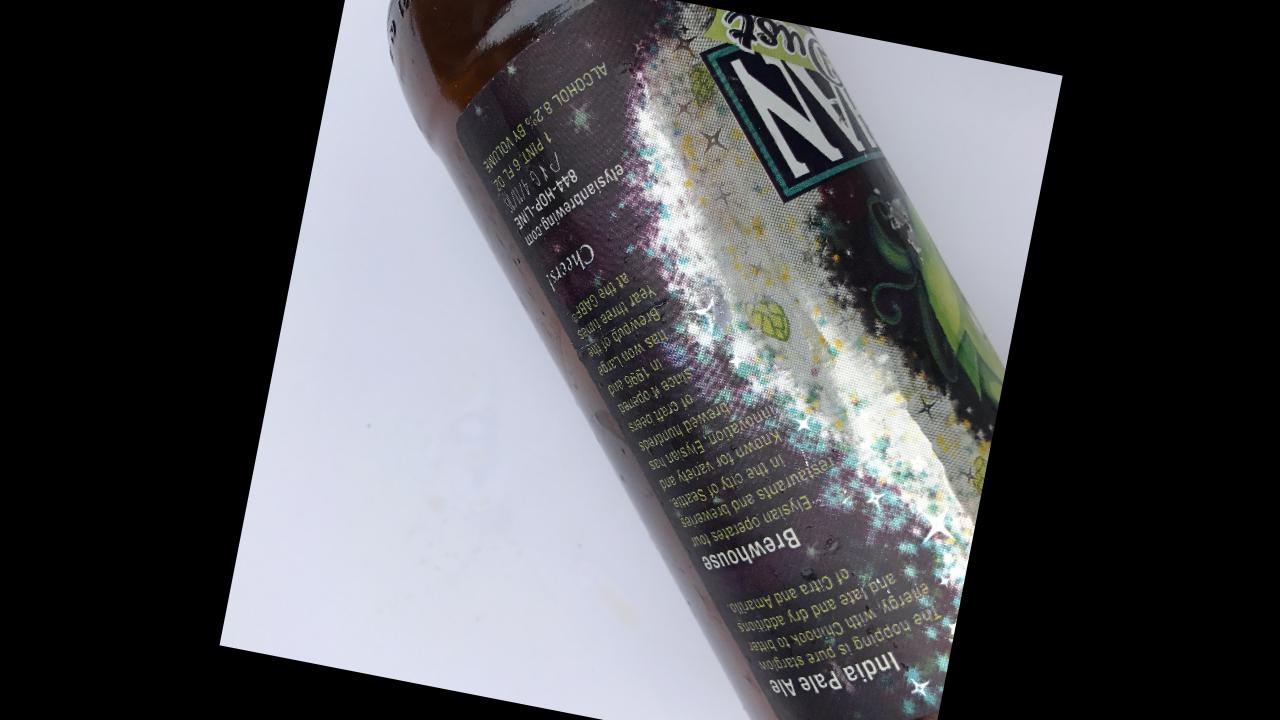 India Pale Ale
The hopping is pure starglow
energy, with Chinook to bitter
and late and dry additions
of Citra and Amarillo.
Brewhouse
Elysian operates four
restaurants and breweries
in the city of Seattle.
Known for variety and
innovation, Elysian has
brewed hundreds
of craft beers
since it opened
in 1996 and
has won Large
Brewpub of the
Year three times
at the GABF.
Cheers!
elysianbrewing.com
844-HOP-LINE
1 PINT 6 FL OZ
ALCOHOL 8.2% BY VOLUME
Dust